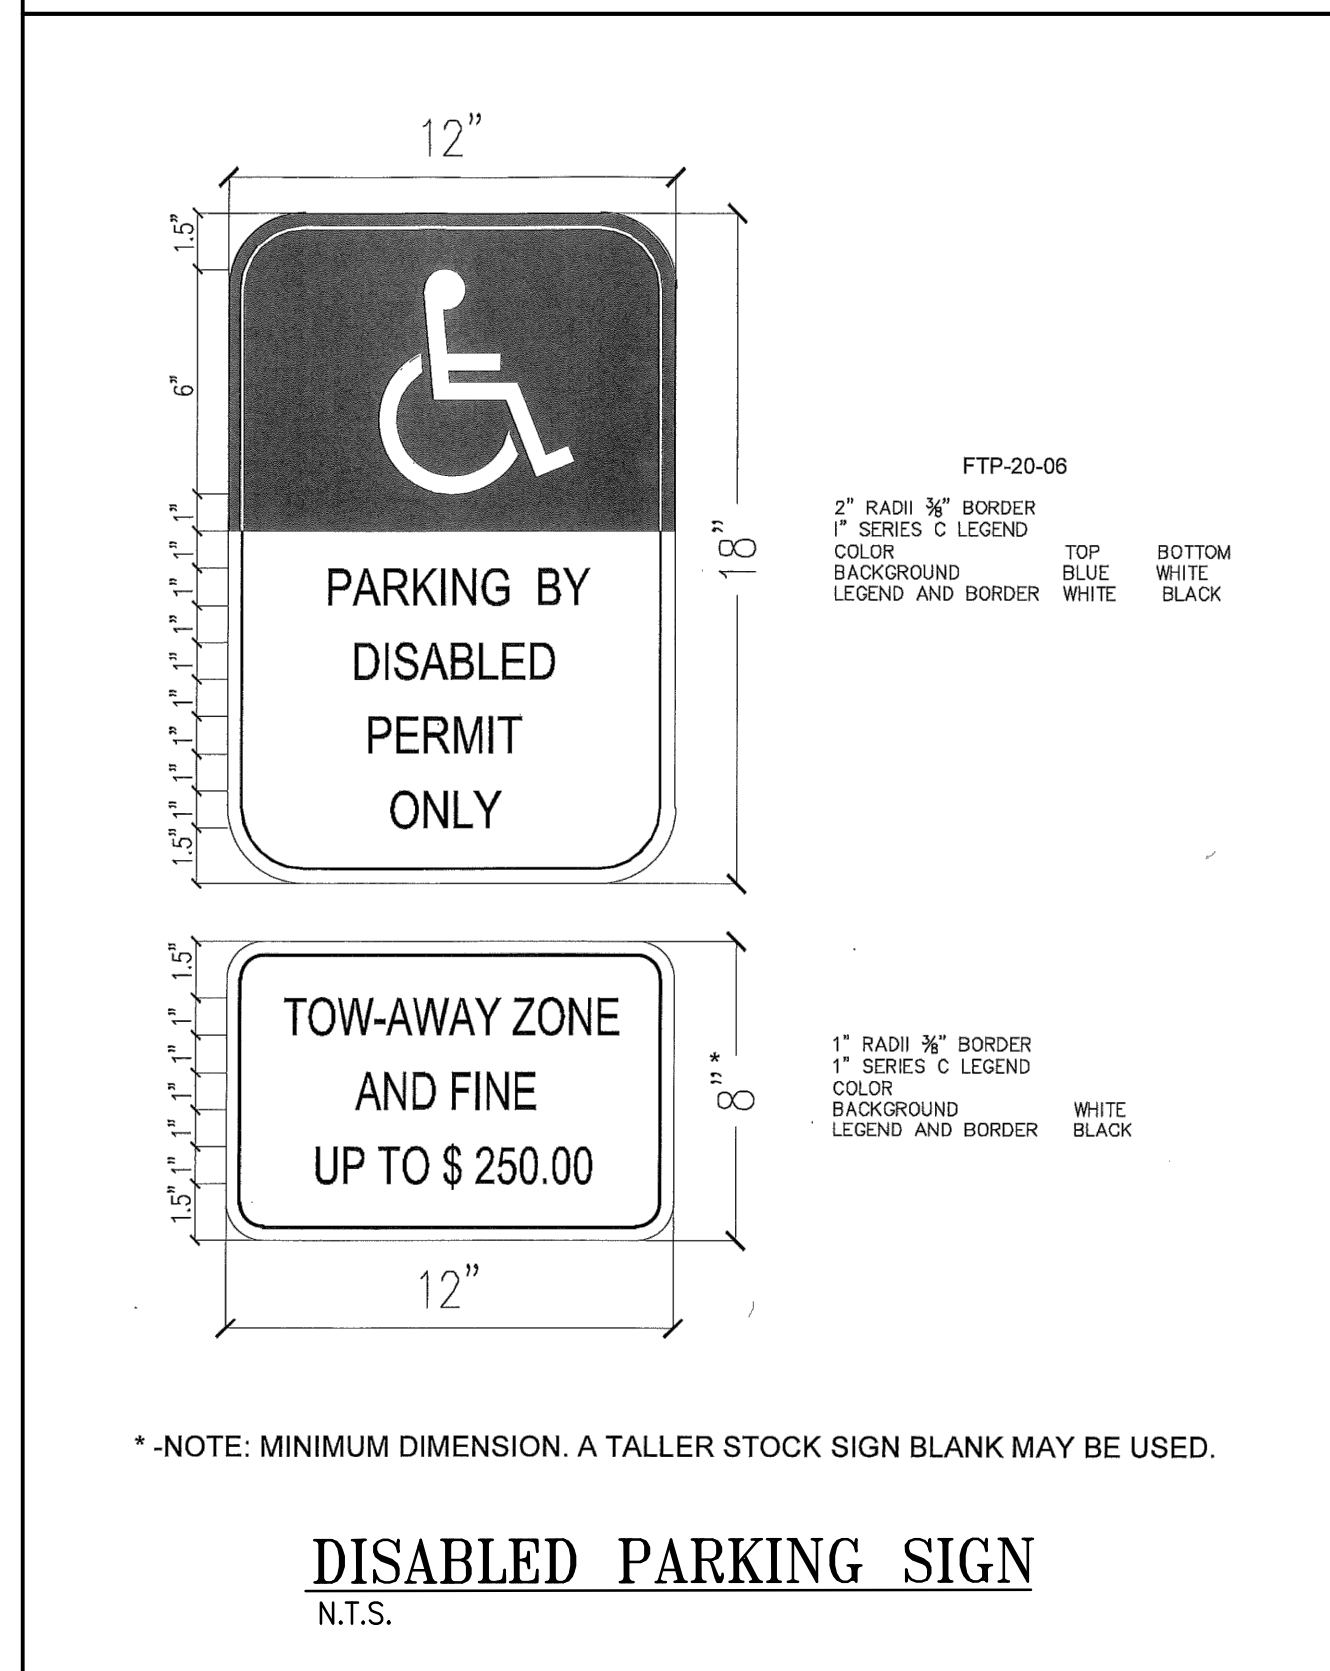 12"
1.5"
6"
1"
1"
1"
1"
1"
1"
1"
1"
1"
1.5"
18"
PARKING BY
DISABLED
PERMIT
ONLY
FTP-20-06
2" RADII 3/8" BORDER
1" SERIES C LEGEND
COLOR TOP BOTTOM
BACKGROUND BLUE WHITE
LEGEND AND BORDER WHITE BLACK
1.5"
1"
1"
1"
1"
1"
1.5"
8"*
TOW-AWAY ZONE
AND FINE
UP TO $ 250.00
12"
1" RADII 3/8" BORDER
1" SERIES C LEGEND
COLOR
BACKGROUND WHITE
LEGEND AND BORDER BLACK
* -NOTE: MINIMUM DIMENSION. A TALLER STOCK SIGN BLANK MAY BE USED.
DISABLED PARKING SIGN
N.T.S.